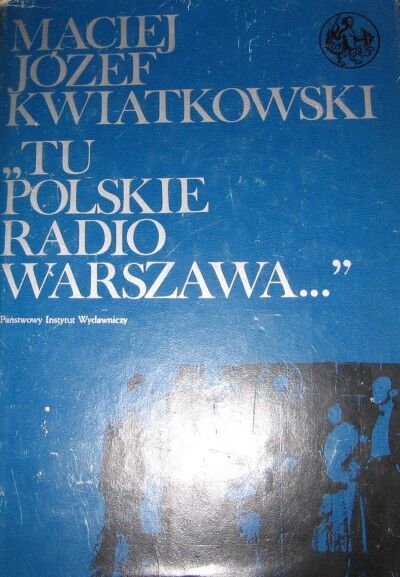 MACIEJ
JÓZEF
KWIATKOWSKI
„TU
POLSKIE
RADIO
WARSZAWA...”
Państwowy Instytut Wydawniczy